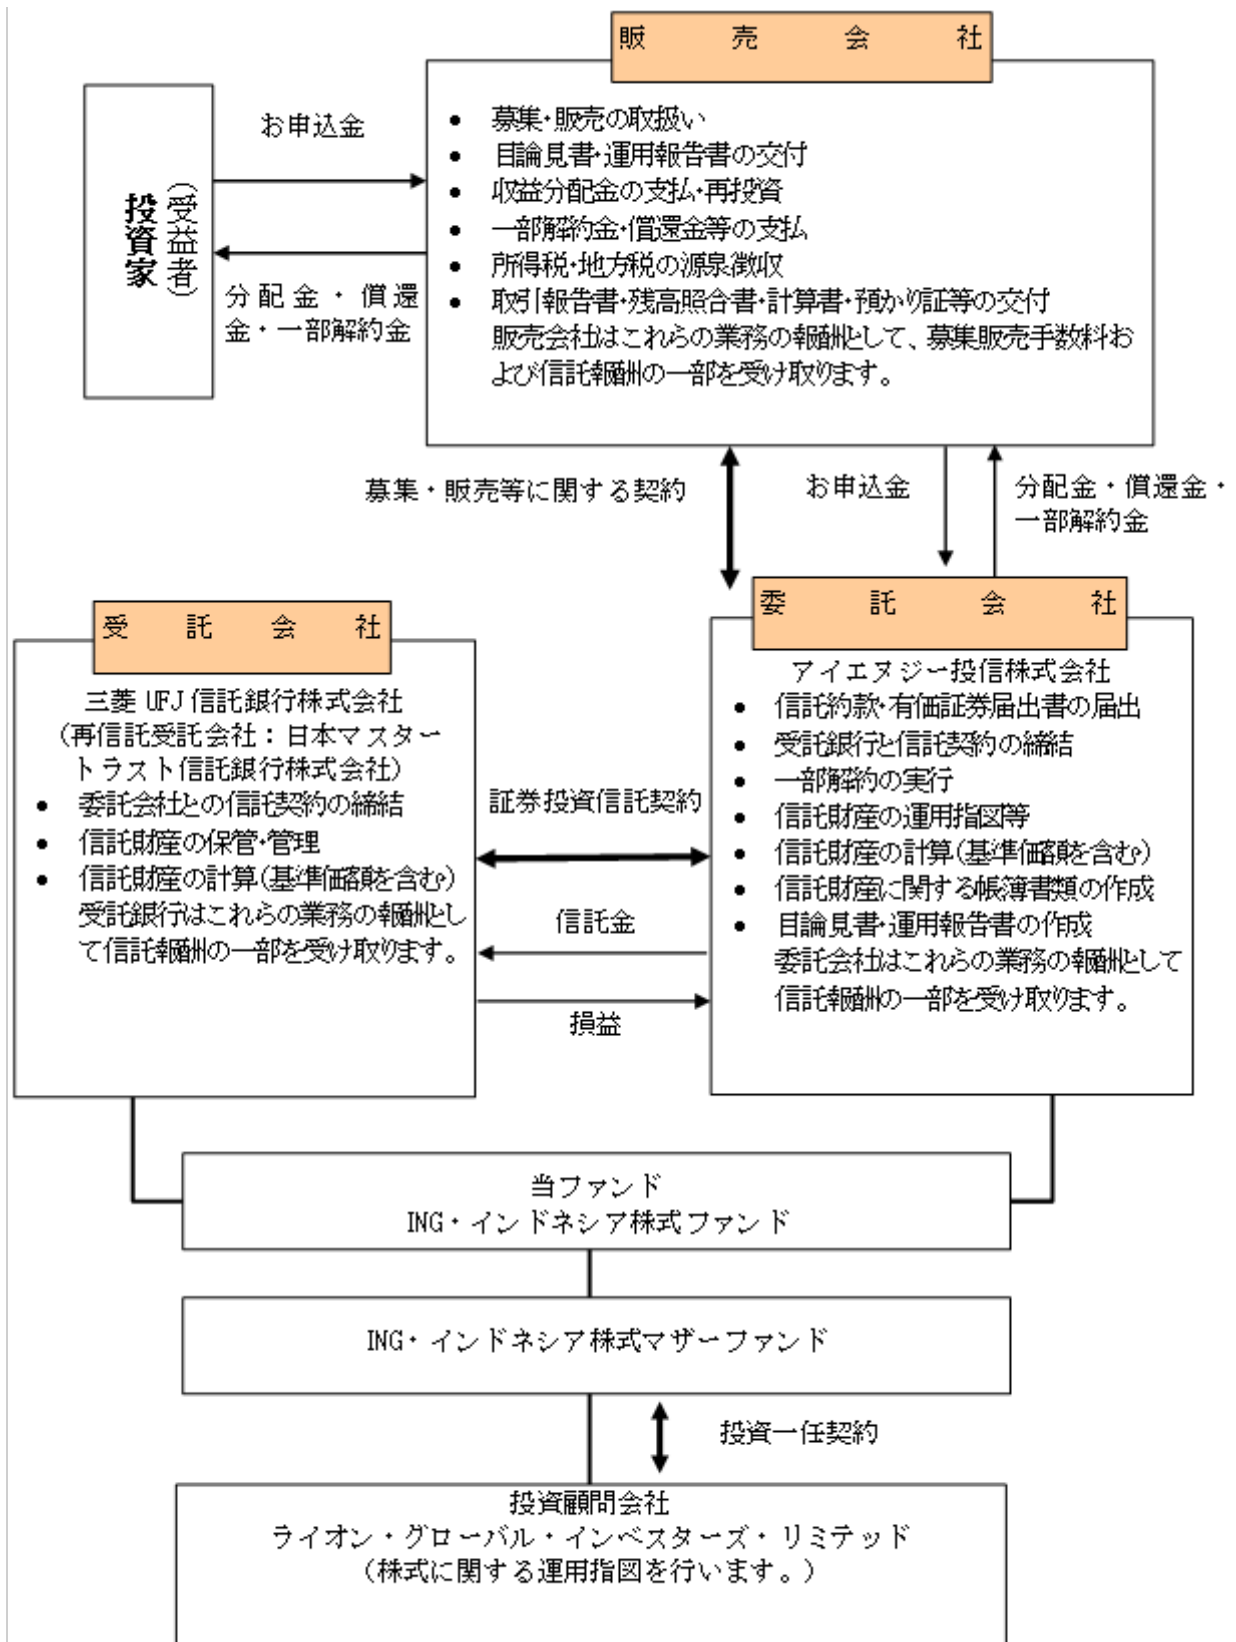 販売会社
お申込金
投資家
(受益者)
分配金・償還
金・一部解約金
● 募集・販売の取扱い
● 目論見書・運用報告書の交付
● 収益分配金の支払・再投資
● 一部解約金・償還金等の支払
● 所得税・地方税の源泉徴収
● 取引報告書・残高照合書・計算書・預かり証等の交付
販売会社はこれらの業務の報酬として、募集販売手数料お
よび信託報酬の一部を受け取ります。
募集・販売等に関する契約
お申込金
分配金・償還金・
一部解約金
受託会社
三菱UFJ信託銀行株式会社
(再信託受託会社：日本マスター
トラスト信託銀行株式会社)
● 委託会社との信託契約の締結
● 信託財産の保管・管理
● 信託財産の計算(基準価額を含む)
受託銀行はこれらの業務の報酬とし
て信託報酬の一部を受け取ります。
証券投資信託契約
信託金
損益
委託会社
アイエヌジー投信株式会社
● 信託約款・有価証券届出書の届出
● 受託銀行と信託契約の締結
● 一部解約の実行
● 信託財産の運用指図等
● 信託財産の計算(基準価額を含む)
● 信託財産に関する帳簿書類の作成
● 目論見書・運用報告書の作成
委託会社はこれらの業務の報酬として
信託報酬の一部を受け取ります。
当ファンド
ING・インドネシア株式ファンド
ING・インドネシア株式マザーファンド
投資一任契約
投資顧問会社
ライオン・グローバル・インベスターズ・リミテッド
(株式に関する運用指図を行います。)